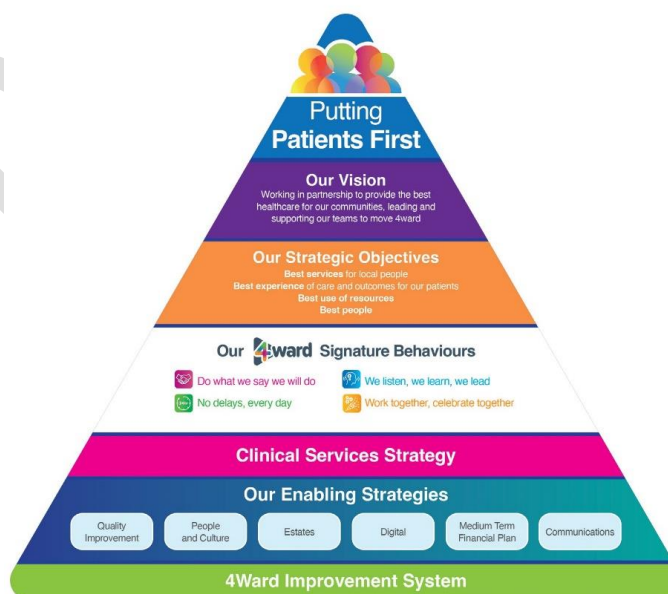 Putting
Patients First
Our Vision
Working in partnership to provide the best
healthcare for our communities, leading and
supporting our teams to move 4ward
Our Strategic Objectives
Best services for local people
Best experience of care and outcomes for our patients
Best use of resources
Best people
Our 4ward Signature Behaviours
Do what we say we will do
We listen, we learn, we lead
No delays, every day
Work together, celebrate together
Clinical Services Strategy
Our Enabling Strategies
Quality
Improvement
People
and Culture
Estates
Digital
Medium Term
Financial Plan
Communications
4Ward Improvement System